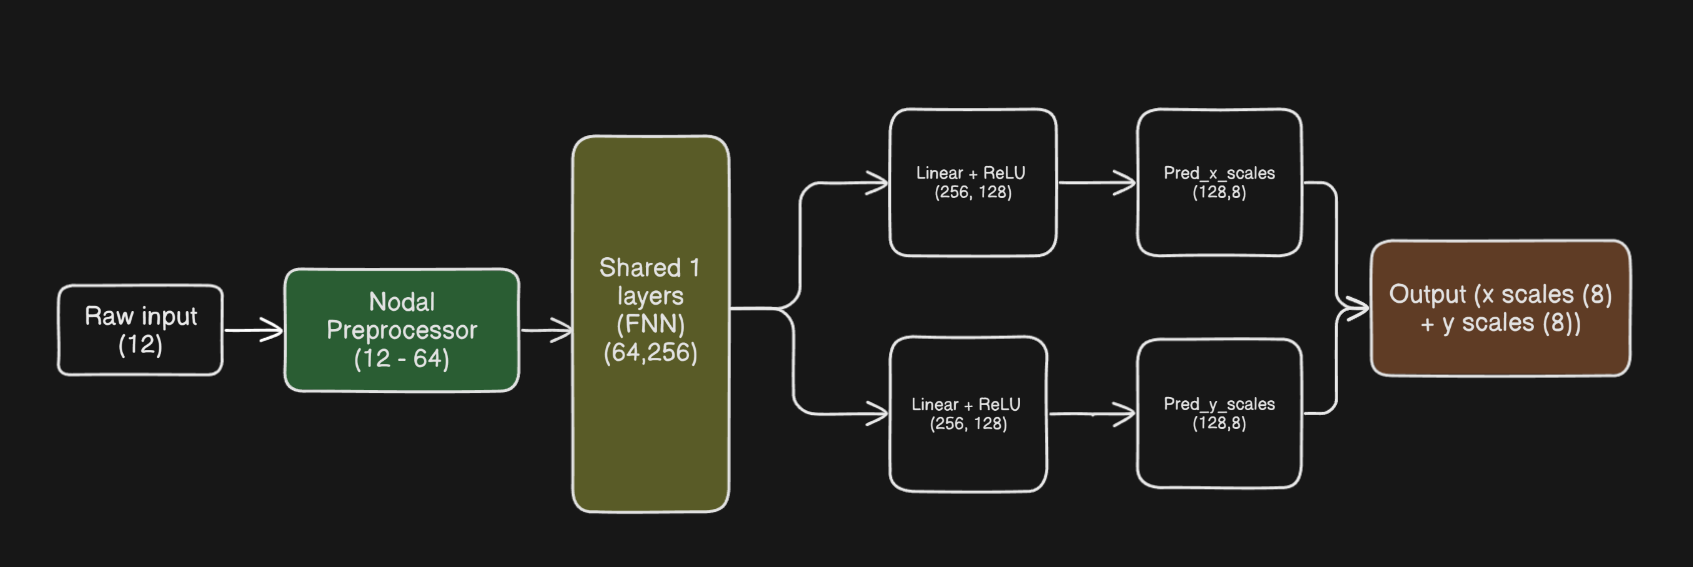 Raw input
(12)
Nodal
Preprocessor
(12 - 64)
Shared 1
layers
(FNN)
(64,256)
Linear + ReLU
(256, 128)
Pred_x_scales
(128,8)
Linear + ReLU
(256, 128)
Pred_y_scales
(128,8)
Output (x scales (8)
+ y scales (8))